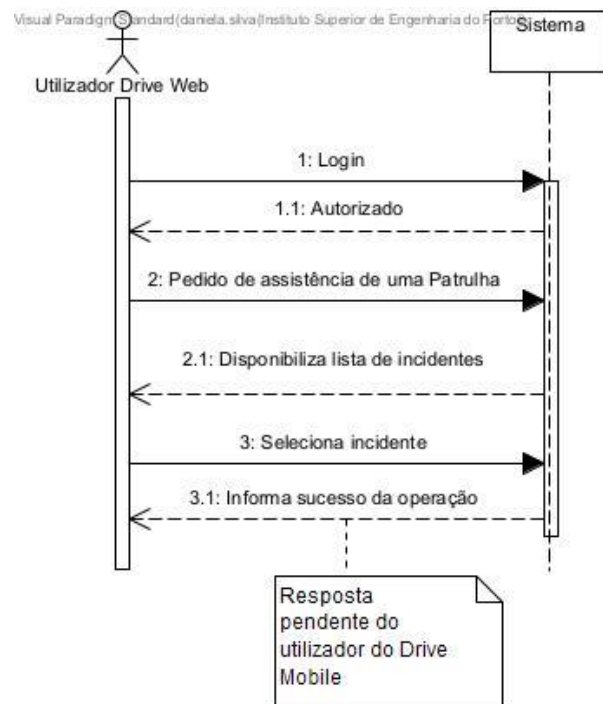 Visual Paradigm Standard(daniela.silva(Instituto Superior de Engenharia do Porto
Sistema
Utilizador Drive Web
1: Login
1.1: Autorizado
2: Pedido de assistência de uma Patrulha
2.1: Disponibiliza lista de incidentes
3: Seleciona incidente
3.1: Informa sucesso da operação
Resposta
pendente do
utilizador do Drive
Mobile